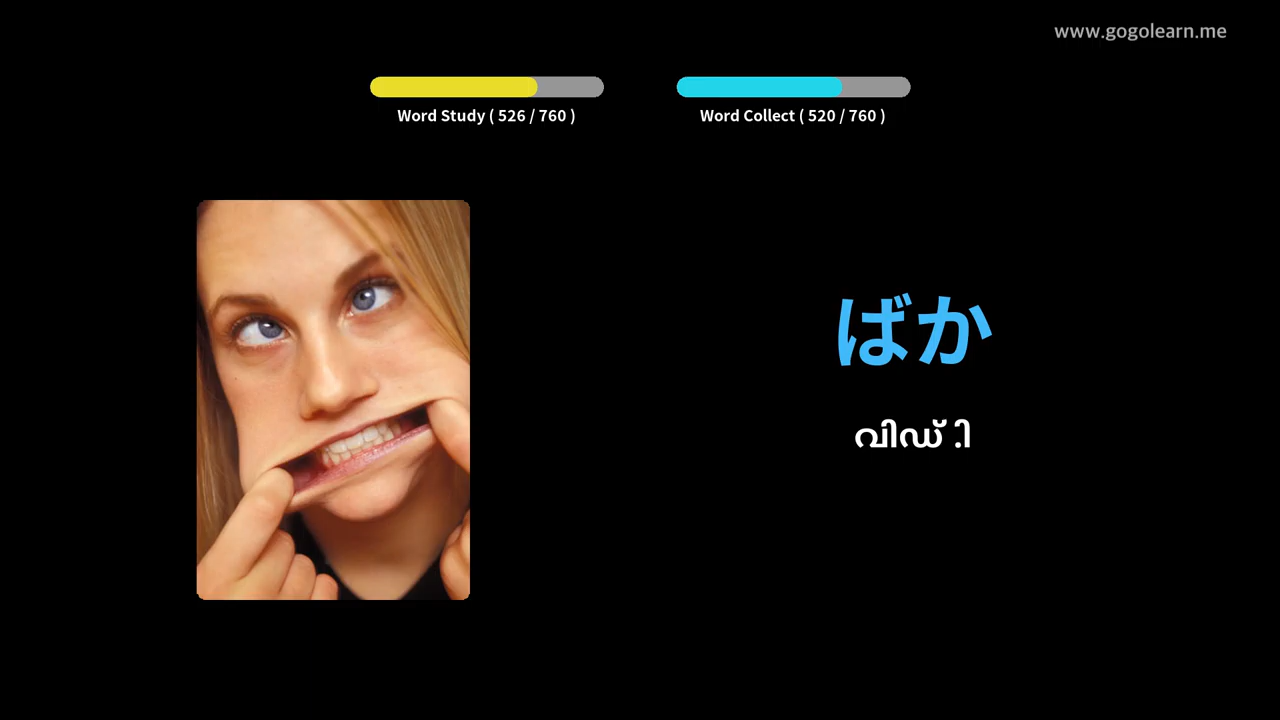 www.gogolearn.me
Word Study ( 526 / 760 )
Word Collect ( 520 / 760 )
ばか
വിഡ് .ി